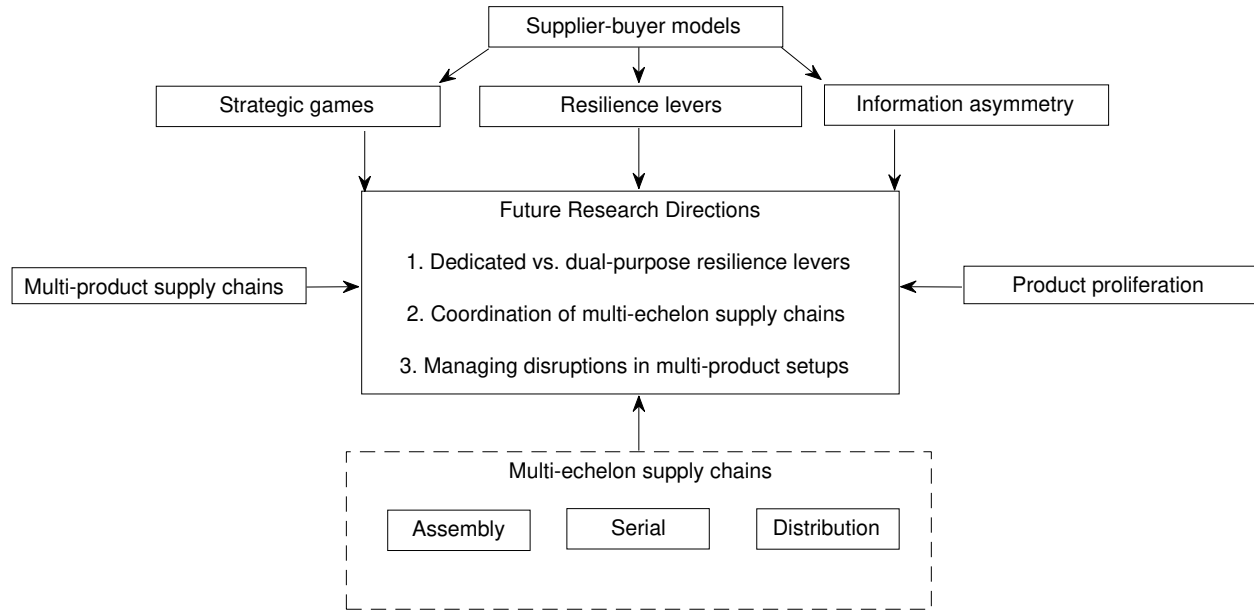 Supplier-buyer models
Strategic games
Resilience levers
Information asymmetry
Future Research Directions
1. Dedicated vs. dual-purpose resilience levers
2. Coordination of multi-echelon supply chains
3. Managing disruptions in multi-product setups
Multi-product supply chains
Product proliferation
Multi-echelon supply chains
Assembly
Serial
Distribution